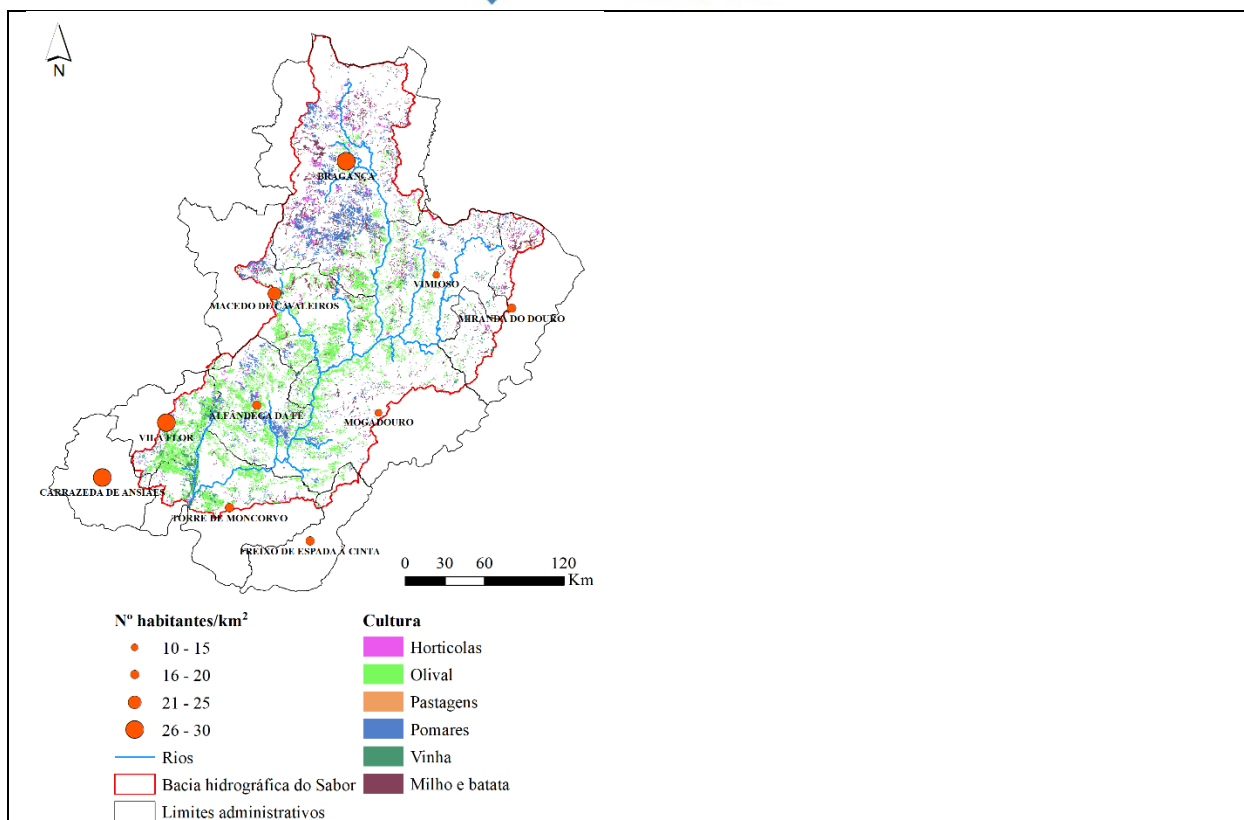 N
BRAGANÇA
VIMIOSO
MACEDO DE CAVALEIROS
MIRANDA DO DOURO
ALFÂNDEGA DA FÉ
MOGADOURO
VILA FLOR
CARRAZEDA DE ANSIÃES
TORRE DE MONCORVO
FREIXO DE ESPADA À CINTA
0 30 60 120
Km
Nº habitantes/km²
10 - 15
16 - 20
21 - 25
26 - 30
Rios
Bacia hidrográfica do Sabor
Limites administrativos
Cultura
Horticolas
Olival
Pastagens
Pomares
Vinha
Milho e batata